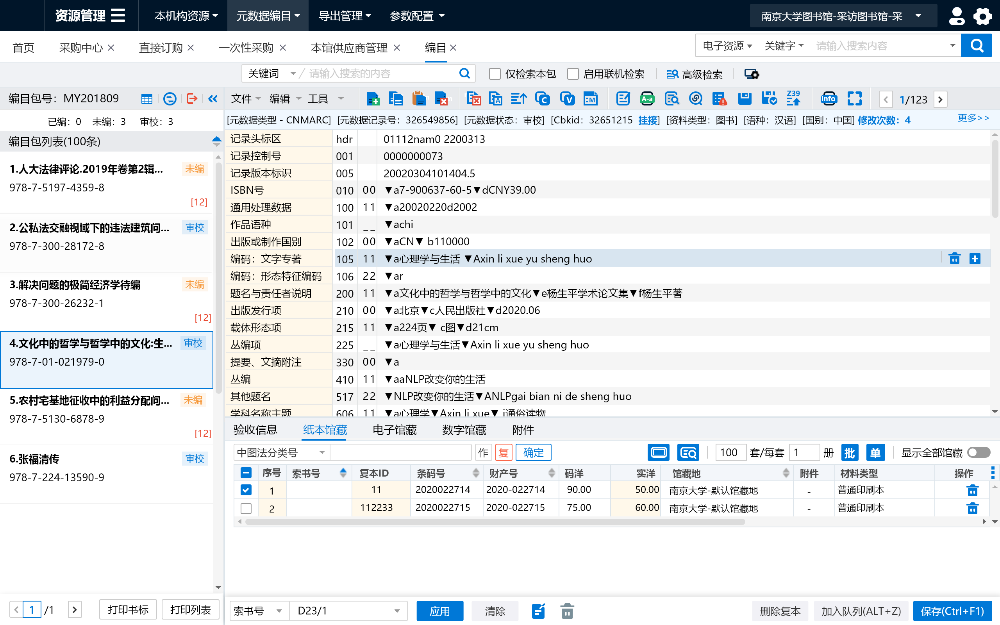 资源管理
本机构资源 元数据编目 导出管理 参数配置 南京大学图书馆-采访图书馆-采
首页 采购中心 直接订购 一次性采购 本馆供应商管理 编目
电子资源 关键字 请输入搜索内容
关键词 请输入搜索的内容 仅检索本包 启用联机检索 高级检索
编目包号：MY201809
文件 编辑 工具 A A-a C V M Z39 info 1/123
已编：0 未编：3 审校：3
[元数据类型 - CNMARC] [元数据记录号：326549856] [元数据状态：审校] [Cbkid：32651215 挂接] [资料类型：图书] [语种：汉语] [国别：中国] 修改次数：4 更多>>
编目包列表(100条)
1.人大法律评论.2019年卷第2辑... 未编
978-7-5197-4359-8
[12]
2.公私法交融视域下的违法建筑问... 审校
978-7-300-28172-8
3.解决问题的极简经济学待编 未编
978-7-300-26232-1
[12]
4.文化中的哲学与哲学中的文化:生... 审校
978-7-01-021979-0
5.农村宅基地征收中的利益分配问... 未编
978-7-5130-6878-9
[12]
6.张福清传 审校
978-7-224-13590-9
1 /1 打印书标 打印列表
记录头标区 hdr 01112nam0 2200313
记录控制号 001 0000000073
记录版本标识 005 20020304101404.5
ISBN号 010 00 ▼a7-900637-60-5▼dCNY39.00
通用处理数据 100 11 ▼a20020220d2002
作品语种 101 _ _ ▼achi
出版或制作国别 102 00 ▼aCN▼ b110000
编码：文字专著 105 11 ▼a心理学与生活 ▼Axin li xue yu sheng huo
编码：形态特征编码 106 22 ▼ar
题名与责任者说明 200 11 ▼a文化中的哲学与哲学中的文化▼e杨生平学术论文集▼f杨生平著
出版发行项 210 00 ▼a北京▼c人民出版社▼d2020.06
载体形态项 215 11 ▼a224页▼ c图▼d21cm
丛编项 225 _ _ ▼a心理学与生活▼Axin li xue yu sheng huo
提要、文摘附注 330 00 ▼a
丛编 410 11 ▼aaNLP改变你的生活
其他题名 517 22 ▼NLP改变你的生活▼ANLPgai bian ni de sheng huo
学科名称主题 606 11 ▼a心理学▼Axin li xue▼ j通俗读物
验收信息 纸本馆藏 电子馆藏 数字馆藏 附件
中图法分类号 作 复 确定 100 套/每套 1 册 批 单 显示全部馆藏
序号 索书号 复本ID 条码号 财产号 码洋 实洋 馆藏地 附件 材料类型 操作
1 11 2020022714 2020-022714 90.00 50.00 南京大学-默认馆藏地 - 普通印刷本
2 112233 2020022715 2020-022715 75.00 60.00 南京大学-默认馆藏地 - 普通印刷本
索书号 D23/1 应用 清除 删除复本 加入队列(ALT+Z) 保存(Ctrl+F1)